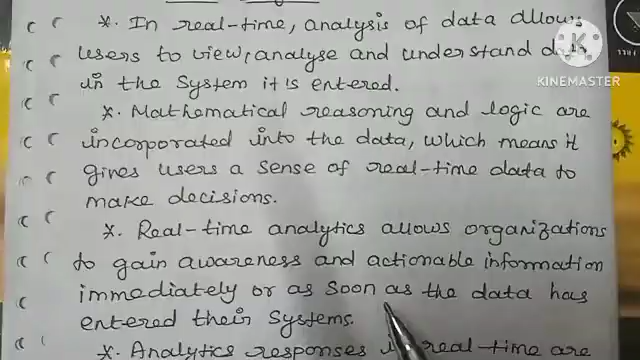 *. In real-time, analysis of data allows
users to view, analyse and understand data
in the System it is entered.
*. Mathematical reasoning and logic are
incorporated into the data, which means it
gives users a sense of real-time data to
make decisions.
*. Real-time analytics allows organizations
to gain awareness and actionable information
immediately or as soon as the data has
entered their systems.
*. Analytics responses in real-time are
KINEMASTER